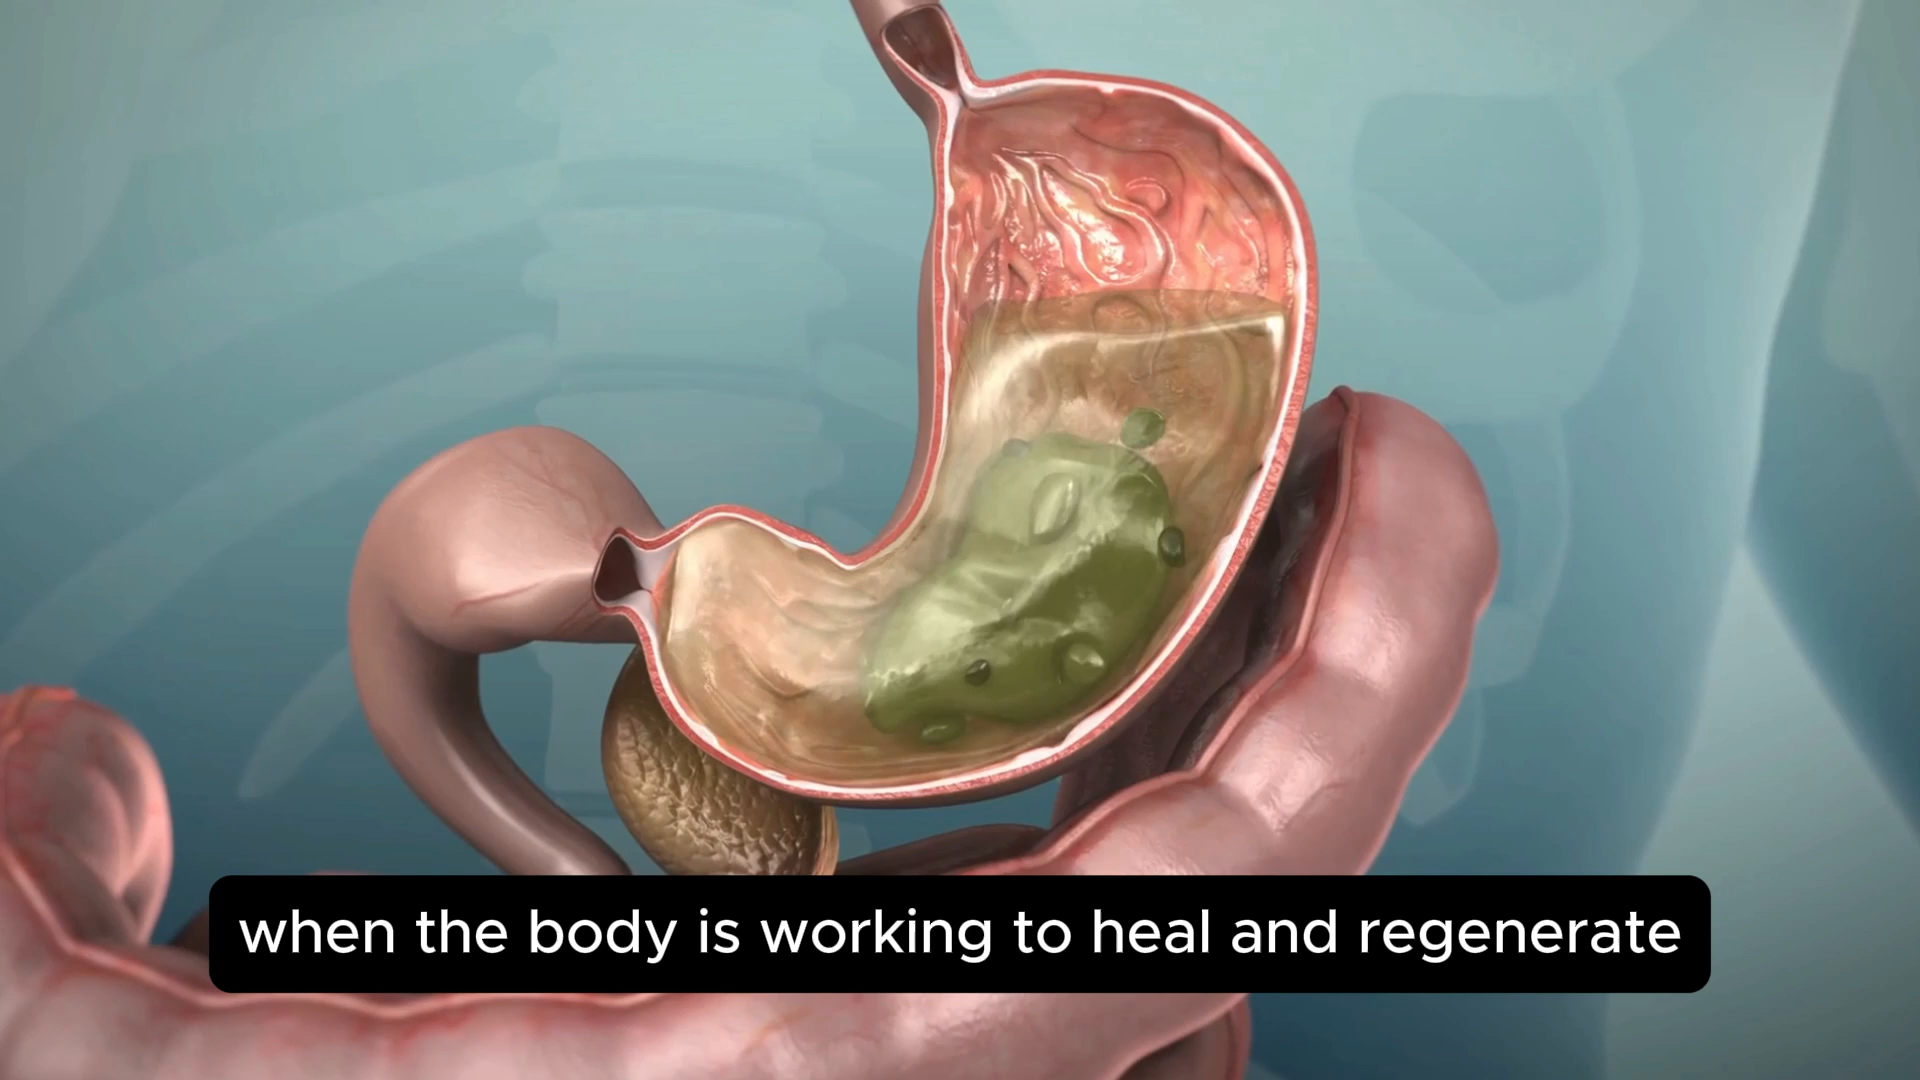 when the body is working to heal and regenerate